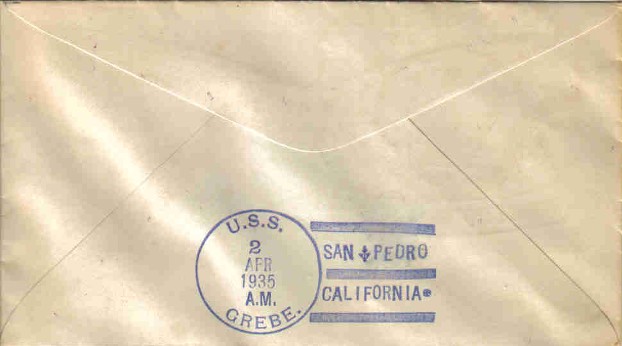 U.S.S.
2
APR
1935
A.M.
GREBE.
SAN PEDRO
CALIFORNIA